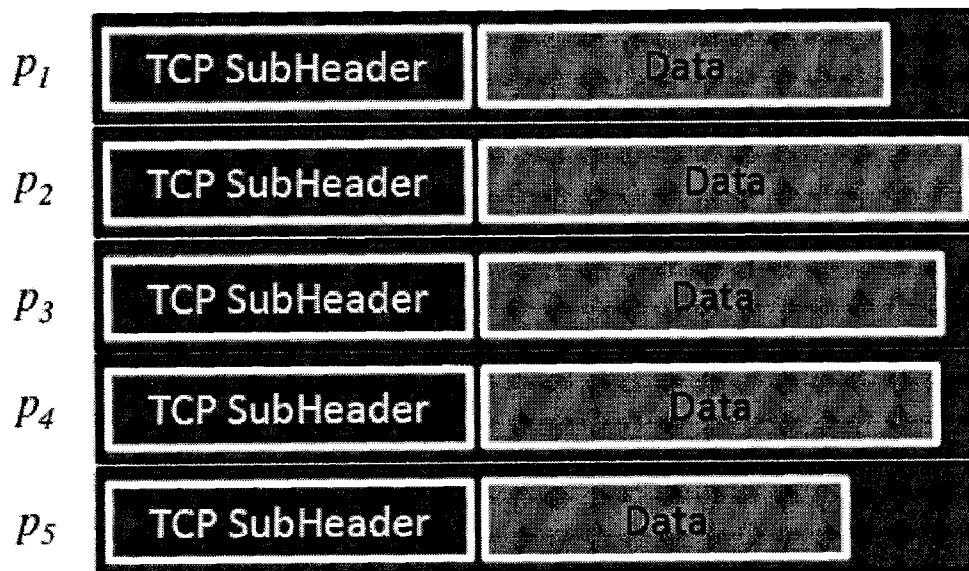 p1 TCP SubHeader Data
p2 TCP SubHeader Data
p3 TCP SubHeader Data
p4 TCP SubHeader Data
p5 TCP SubHeader Data